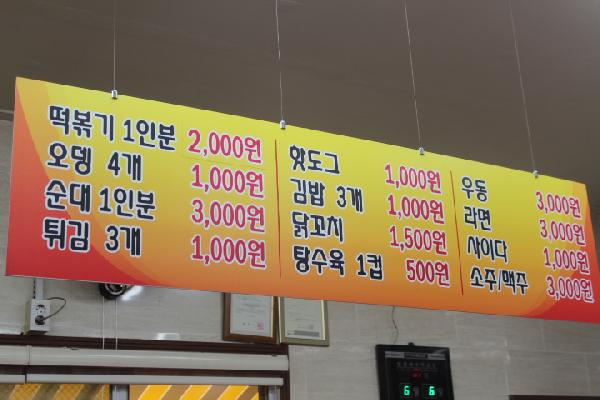 떡볶기 1인분 2,000원
오뎅 4개 1,000원
순대 1인분 3,000원
튀김 3개 1,000원
핫도그 1,000원
김밥 3개 1,000원
닭꼬치 1,500원
탕수육 1컵 500원
우동 3,000원
라면 3,000원
사이다 1,000원
소주/맥주 3,000원
6 6